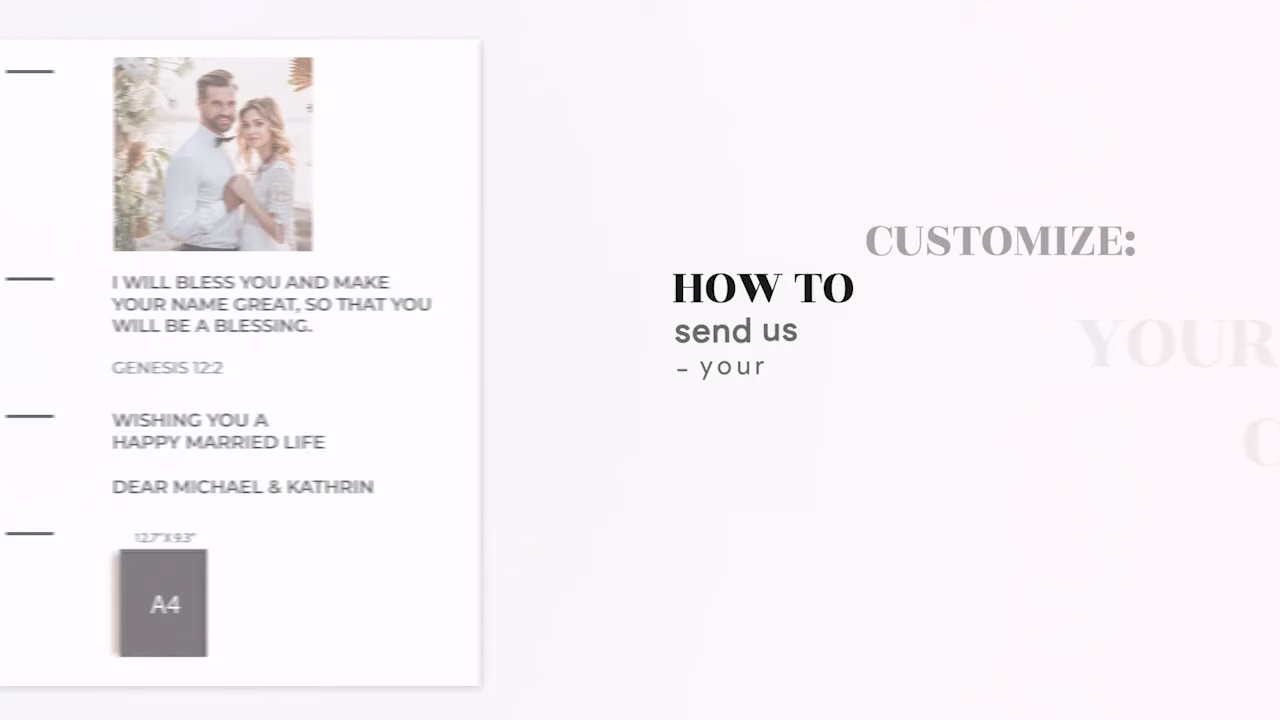 I WILL BLESS YOU AND MAKE
YOUR NAME GREAT, SO THAT YOU
WILL BE A BLESSING.
GENESIS 12:2
WISHING YOU A
HAPPY MARRIED LIFE
DEAR MICHAEL & KATHRIN
12.7"X9.3"
A4
HOW TO CUSTOMIZE:
send us
– your
YOUR
C